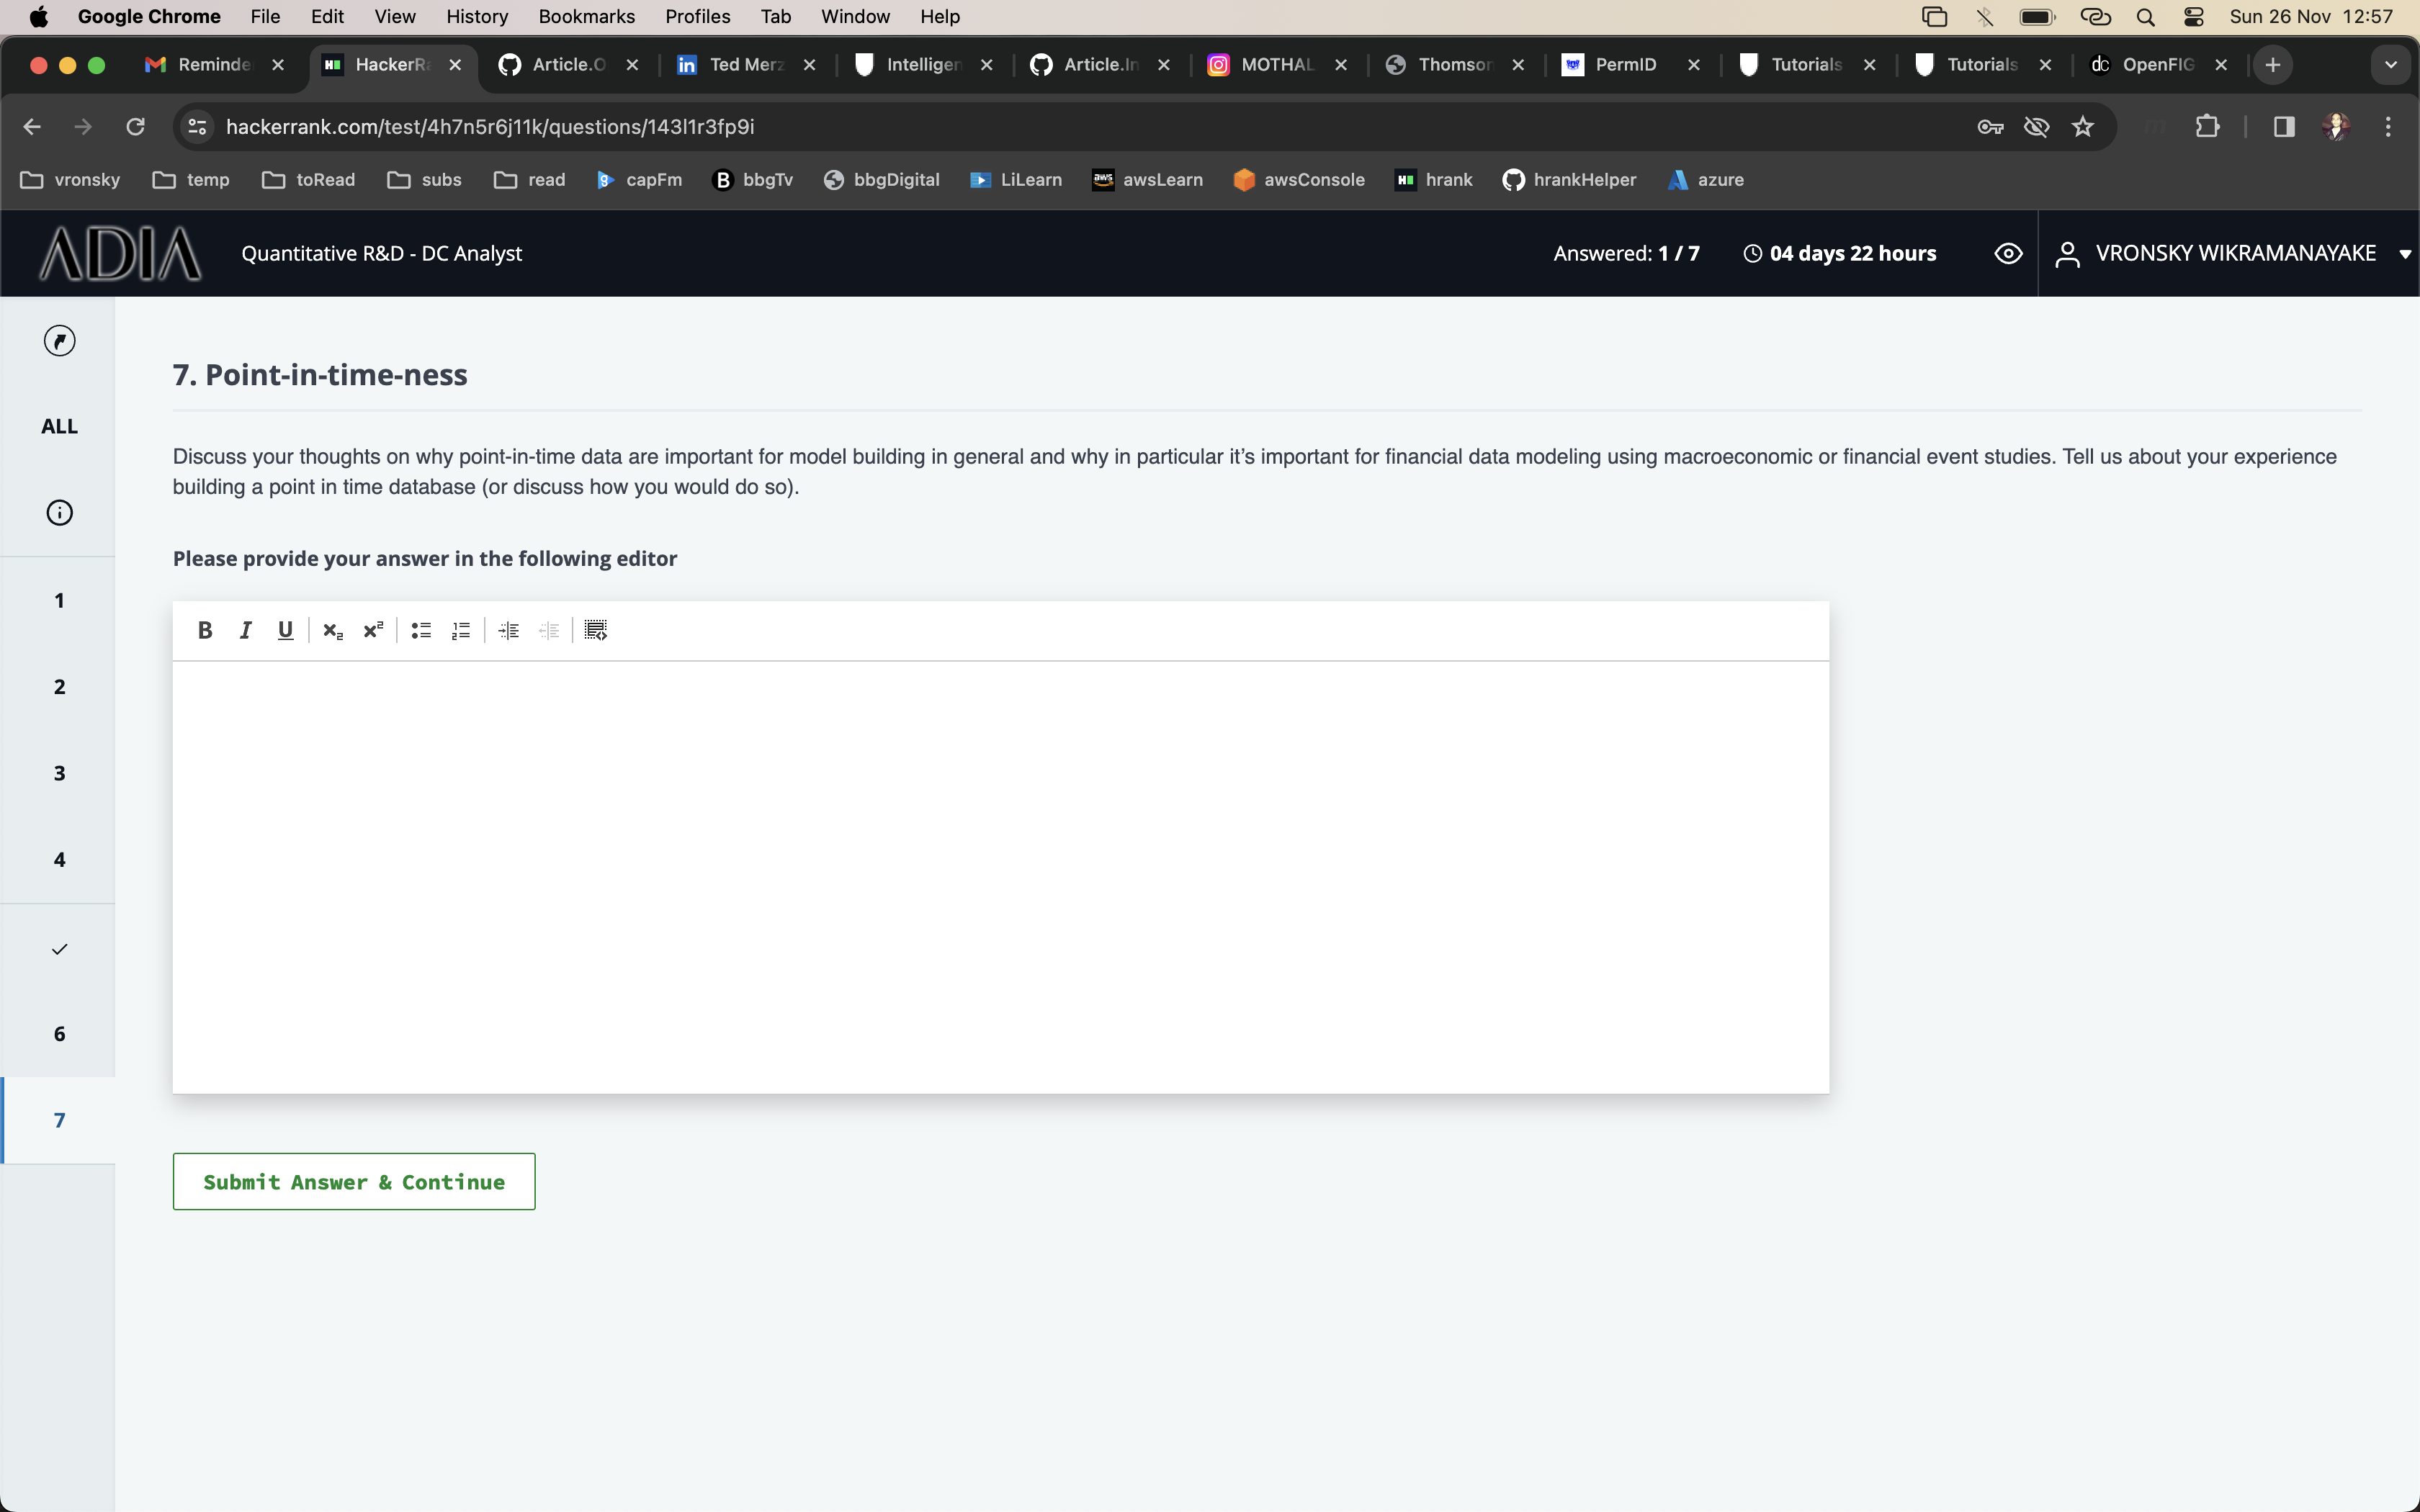 Google Chrome File Edit View History Bookmarks Profiles Tab Window Help Sun 26 Nov 12:57
Reminde HackerRa Article.O Ted Merz Intelligen Article.In MOTHAL Thomson PermID Tutorials Tutorials OpenFIG
hackerrank.com/test/4h7n5r6j11k/questions/143l1r3fp9i
vronsky temp toRead subs read capFm bbgTv bbgDigital LiLearn awsLearn awsConsole hrank hrankHelper azure
ADIA Quantitative R&D - DC Analyst Answered: 1 / 7 04 days 22 hours VRONSKY WIKRAMANAYAKE
ALL
1
2
3
4
6
7
7. Point-in-time-ness
Discuss your thoughts on why point-in-time data are important for model building in general and why in particular it’s important for financial data modeling using macroeconomic or financial event studies. Tell us about your experience
building a point in time database (or discuss how you would do so).
Please provide your answer in the following editor
B I U x₂ x²
Submit Answer & Continue